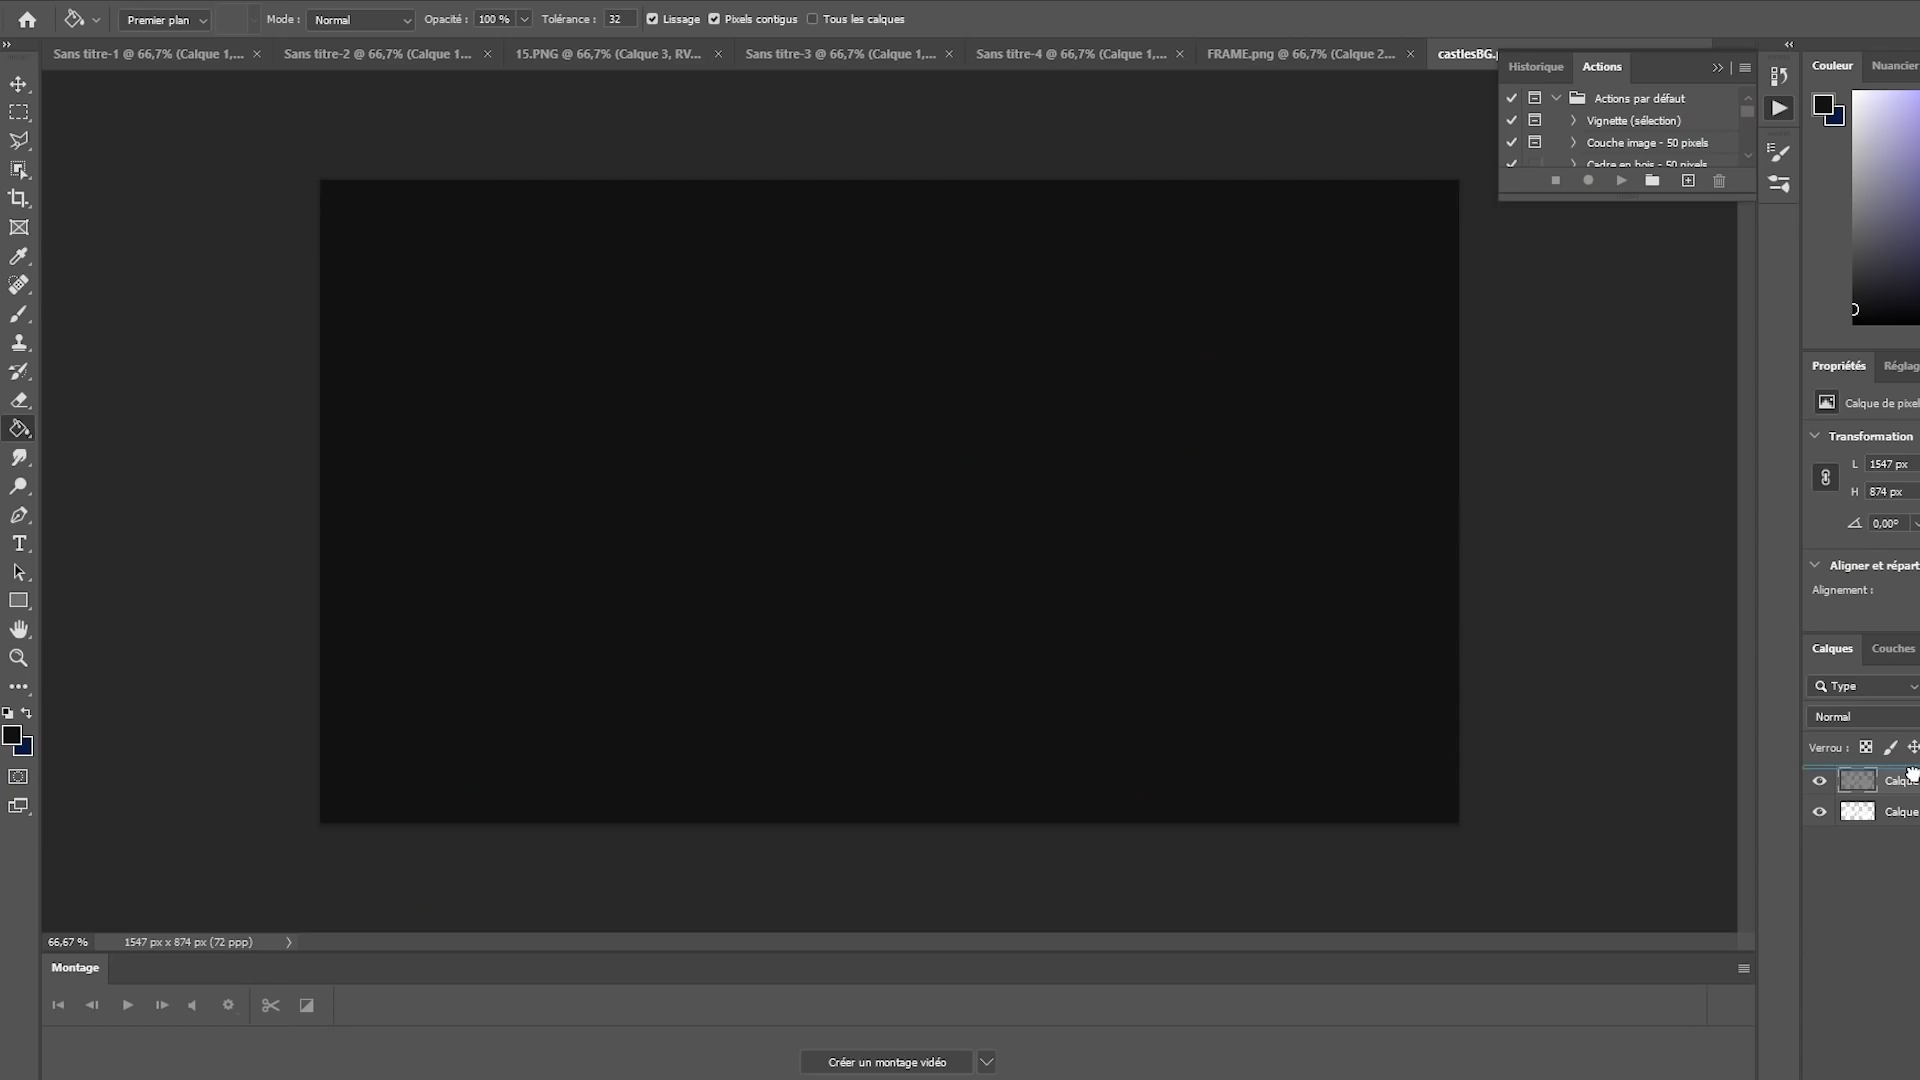 Premier plan Mode : Normal Opacité : 100 % Tolérance : 32 Lissage Pixels contigus Tous les calques
Sans titre-1 @ 66,7% (Calque 1,... Sans titre-2 @ 66,7% (Calque 1... 15.PNG @ 66,7% (Calque 3, RV... Sans titre-3 @ 66,7% (Calque 1,... Sans titre-4 @ 66,7% (Calque 1,... FRAME.png @ 66,7% (Calque 2... castlesBG.
Historique Actions
Actions par défaut
Vignette (sélection)
Couche image - 50 pixels
Cadre en bois - 50 pixels
Couleur Nuancier
Propriétés Réglag
Calque de pixel
Transformation
L 1547 px
H 874 px
0,00°
Aligner et répart
Alignement :
Calques Couches
Type
Normal
Verrou :
Calque
Calque
66,67 % 1547 px x 874 px (72 ppp)
Montage
Créer un montage vidéo